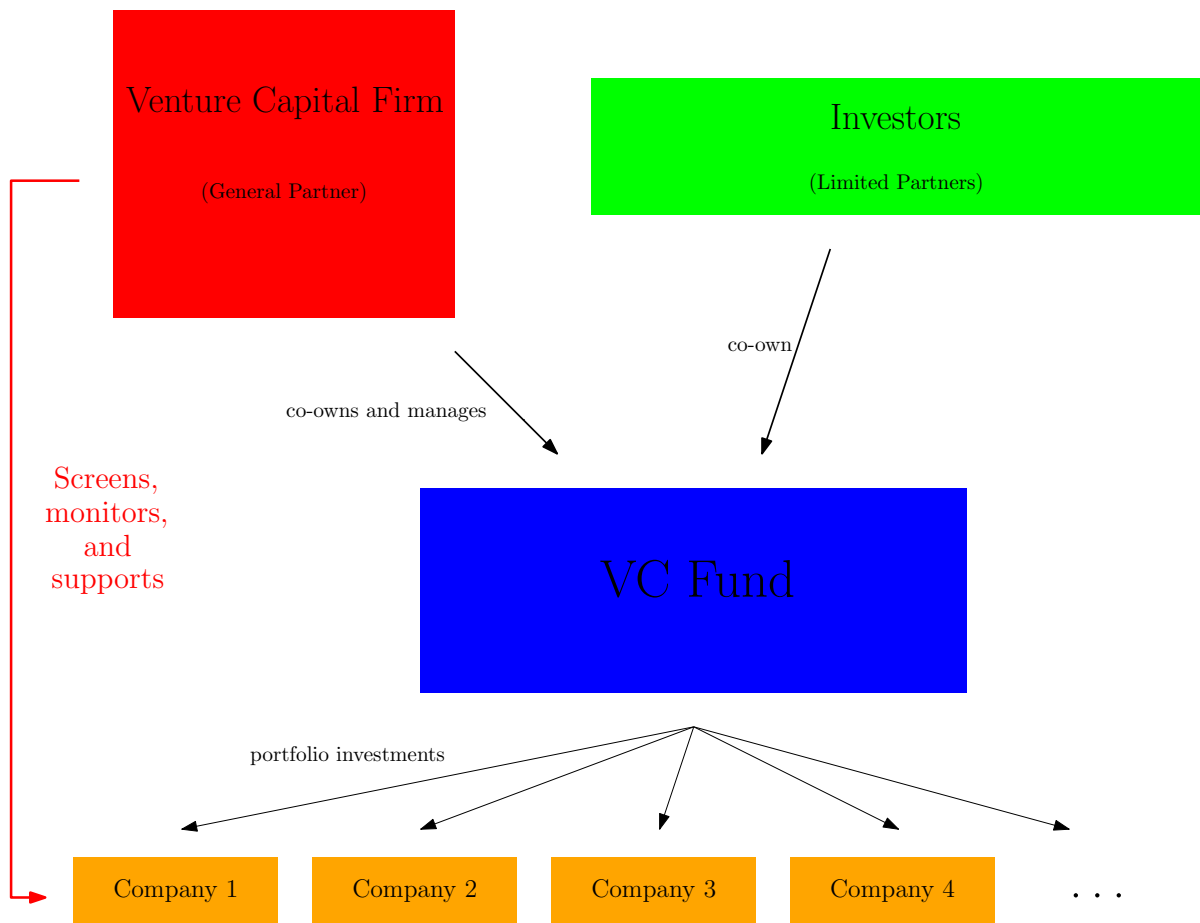 Venture Capital Firm
(General Partner)
Investors
(Limited Partners)
co-own
co-owns and manages
Screens,
monitors,
and
supports
VC Fund
portfolio investments
Company 1
Company 2
Company 3
Company 4
. . .